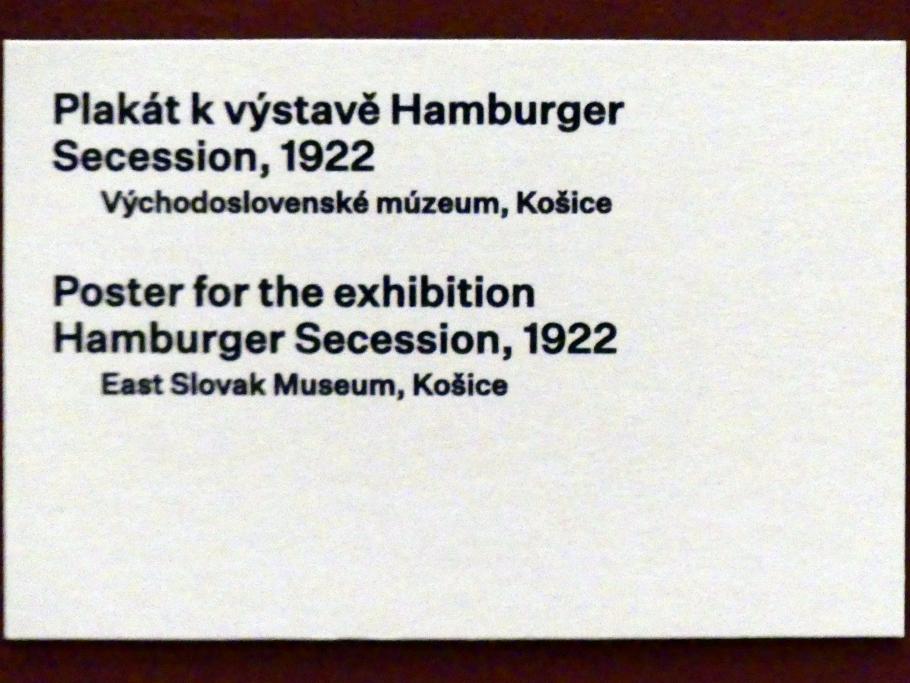 Plakát k výstavě Hamburger
Secession, 1922
Východoslovenské múzeum, Košice
Poster for the exhibition
Hamburger Secession, 1922
East Slovak Museum, Košice